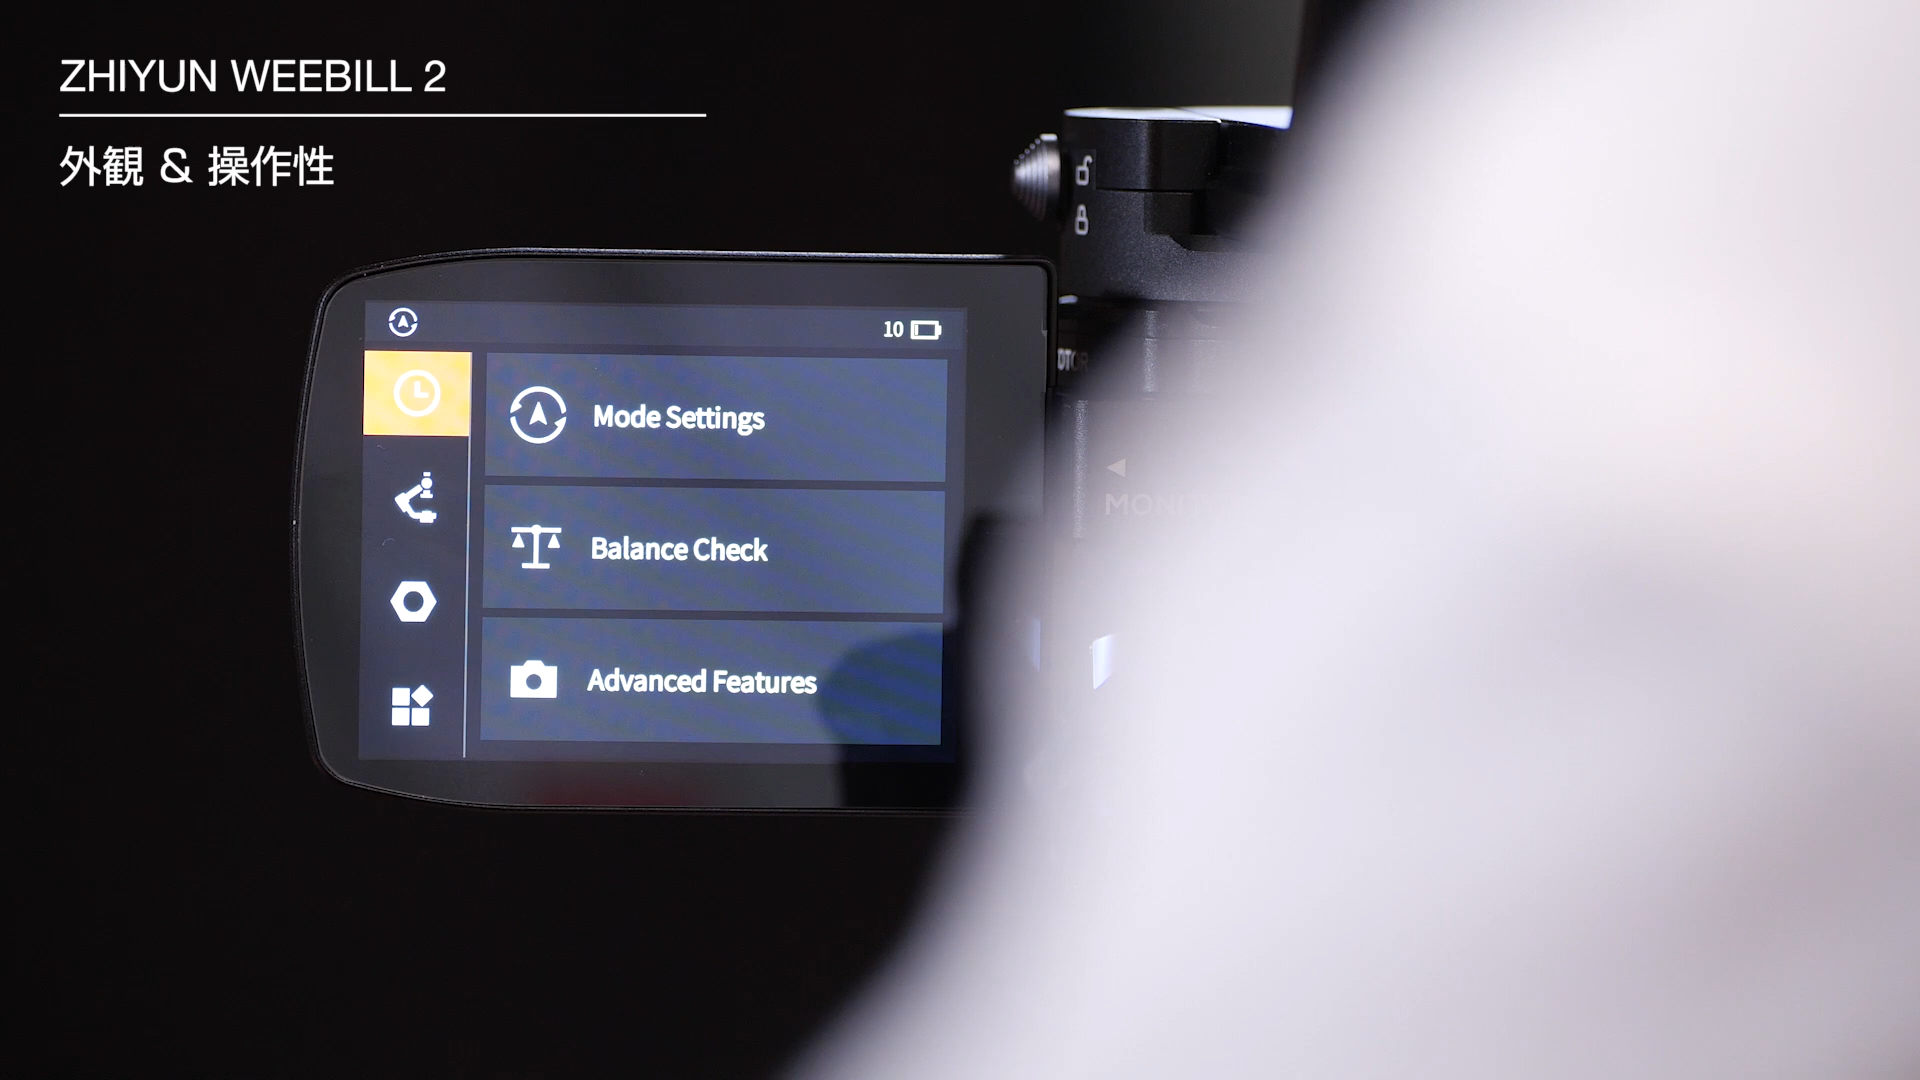 ZHIYUN WEEBILL 2
外観 & 操作性
10
Mode Settings
Balance Check
Advanced Features